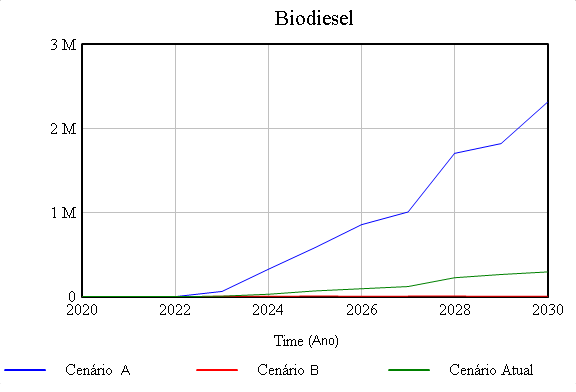 Biodiesel
3 M
2 M
1 M
0
2020 2022 2024 2026 2028 2030
Time (Ano)
Cenário A Cenário B Cenário Atual